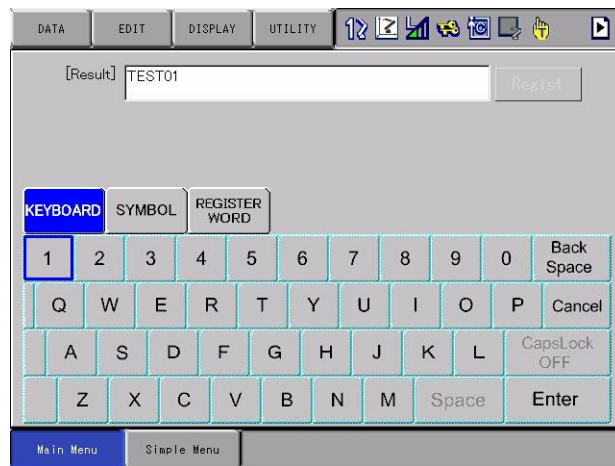 DATA EDIT DISPLAY UTILITY
[Result] TEST01 Regist
KEYBOARD SYMBOL REGISTER WORD
1 2 3 4 5 6 7 8 9 0 Back Space
Q W E R T Y U I O P Cancel
A S D F G H J K L CapsLock OFF
Z X C V B N M Space Enter
Main Menu Simple Menu